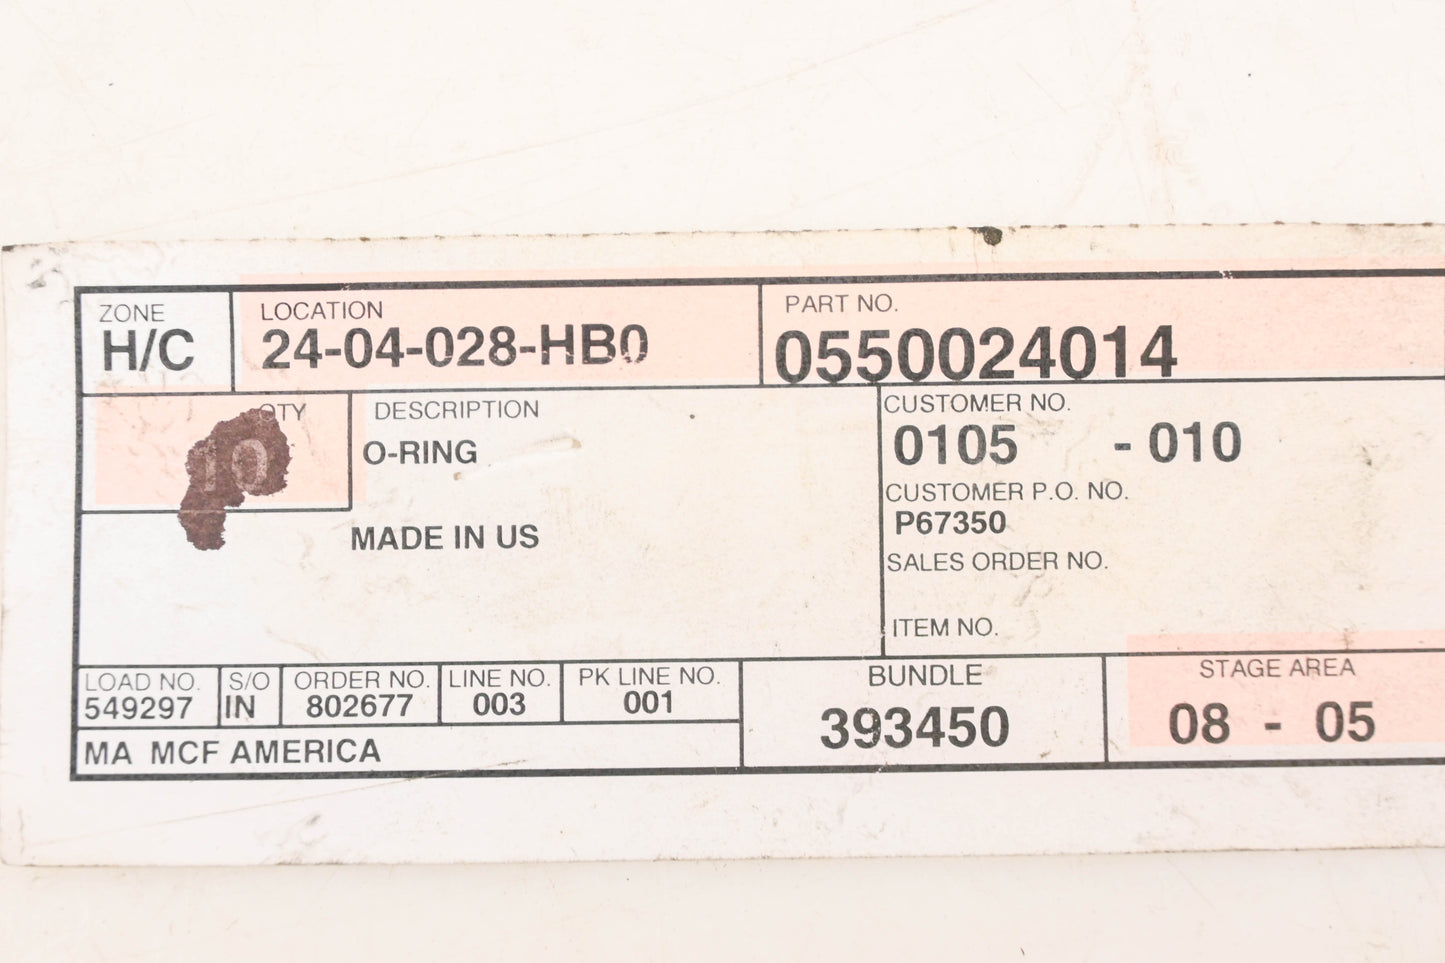 ZONE
H/C
LOCATION
24-04-028-HB0
PART NO.
0550024014
QTY
10
DESCRIPTION
O-RING
MADE IN US
CUSTOMER NO.
0105 - 010
CUSTOMER P.O. NO.
P67350
SALES ORDER NO.
ITEM NO.
LOAD NO.
549297
S/O
IN
ORDER NO.
802677
LINE NO.
003
PK LINE NO.
001
MA MCF AMERICA
BUNDLE
393450
STAGE AREA
08 - 05